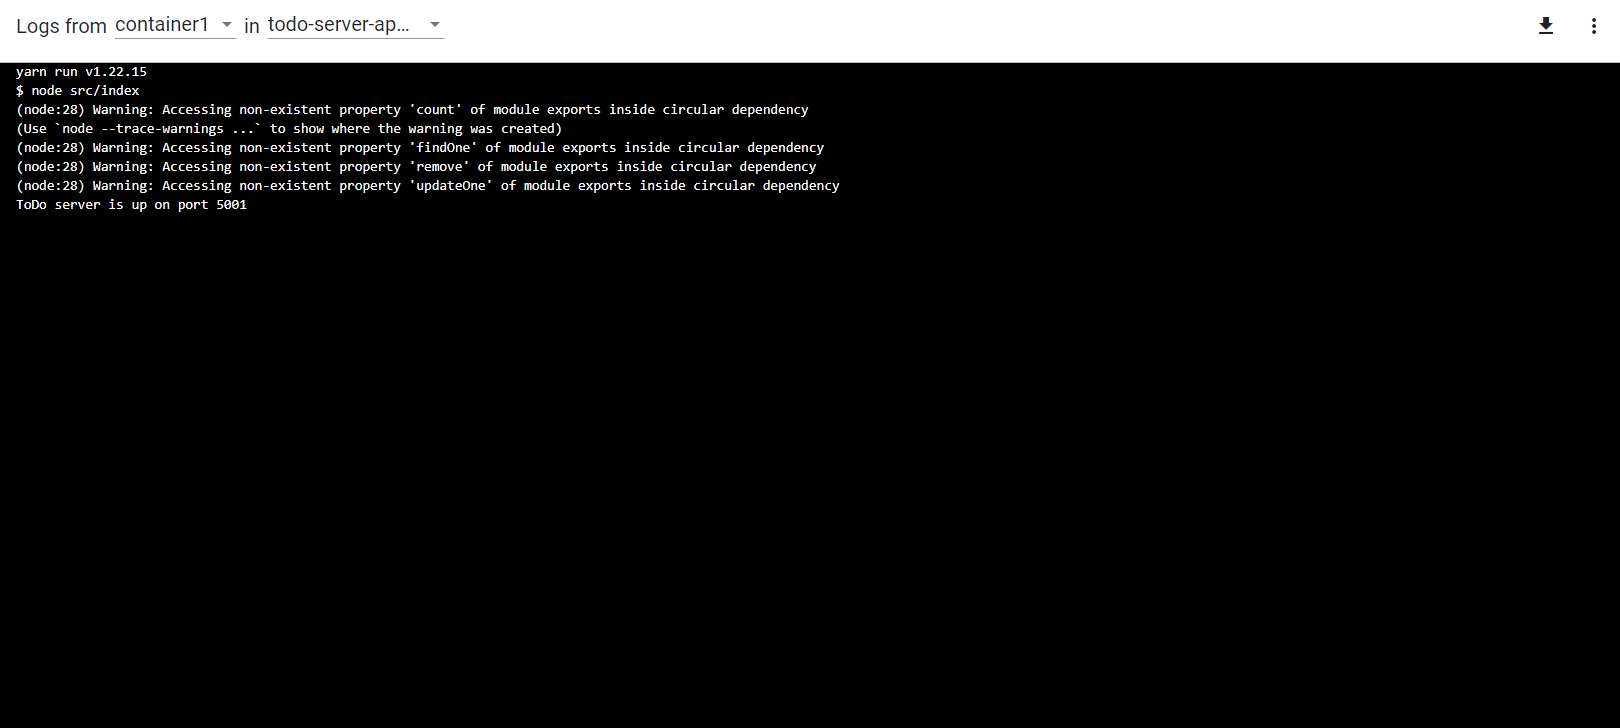 Logs from container1 in todo-server-ap...
yarn run v1.22.15
$ node src/index
(node:28) Warning: Accessing non-existent property 'count' of module exports inside circular dependency
(Use `node --trace-warnings ...` to show where the warning was created)
(node:28) Warning: Accessing non-existent property 'findOne' of module exports inside circular dependency
(node:28) Warning: Accessing non-existent property 'remove' of module exports inside circular dependency
(node:28) Warning: Accessing non-existent property 'updateOne' of module exports inside circular dependency
ToDo server is up on port 5001